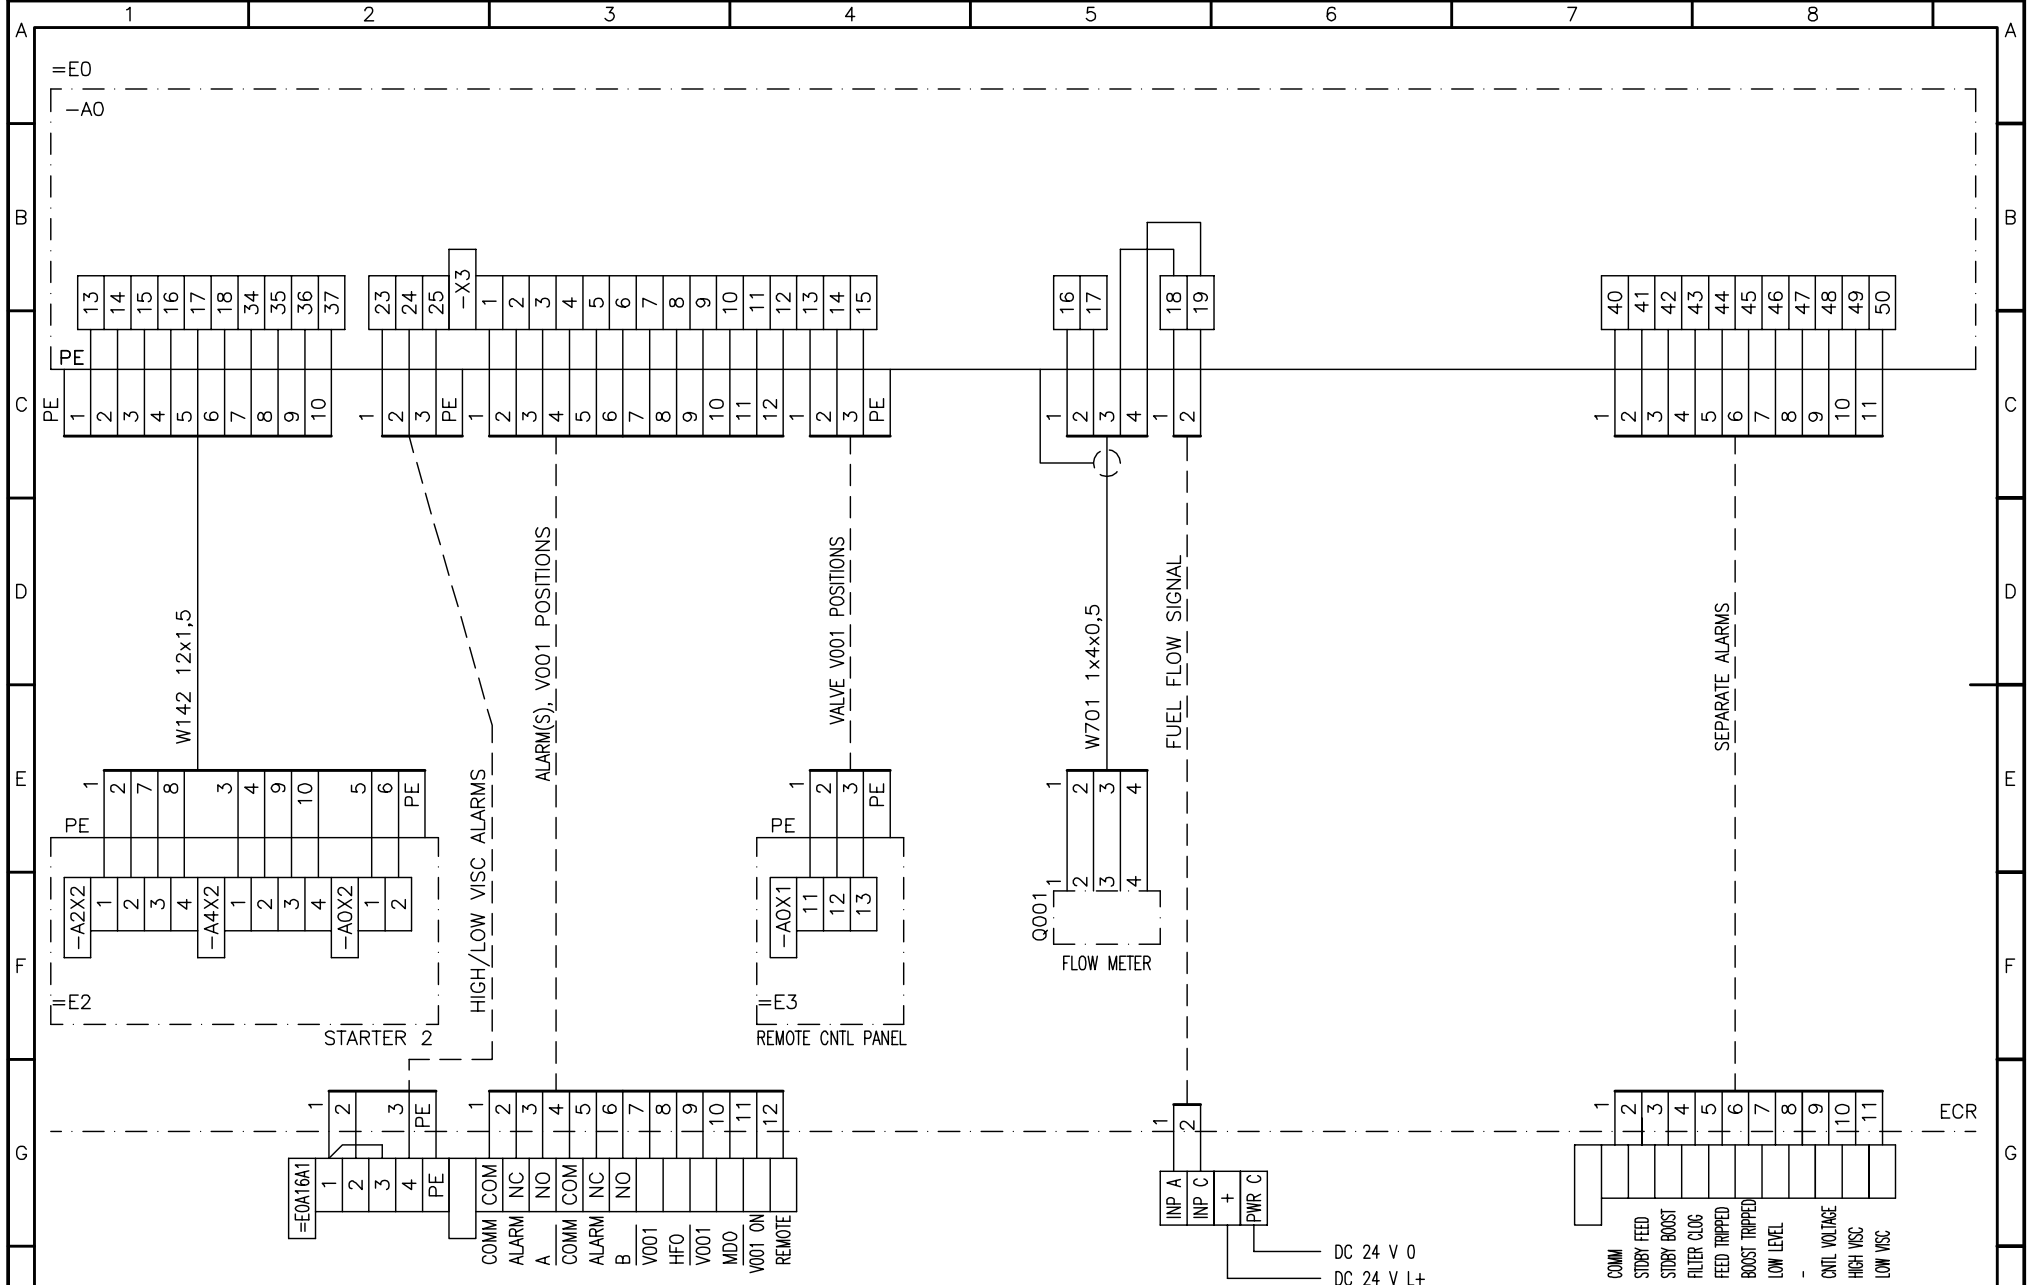 1 2 3 4 5 6 7 8
A A
=E0
-A0
B B
13 14 15 16 17 18 34 35 36 37
23 24 25 -X3 1 2 3 4 5 6 7 8 9 10 11 12 13 14 15
16 17 18 19
40 41 42 43 44 45 46 47 48 49 50
PE
C C
PE 1 2 3 4 5 6 7 8 9 10
1 2 3 PE
1 2 3 4 5 6 7 8 9 10 11 12
1 2 3 PE
1 2 3 4
1 2
1 2 3 4 5 6 7 8 9 10 11
D D
W142 12x1,5
HIGH/LOW VISC ALARMS
ALARM(S), V001 POSITIONS
VALVE V001 POSITIONS
W701 1x4x0,5
FUEL FLOW SIGNAL
SEPARATE ALARMS
E E
1 2 7 8 3 4 9 10 5 6 PE
1 2 3 PE
1 2 3 4
PE
PE
-A2X2 1 2 3 4 -A4X2 1 2 3 4 -A0X2 1 2
-A0X1 11 12 13
1 2 3 4
Q001
FLOW METER
F F
=E2
STARTER 2
=E3
REMOTE CNTL PANEL
1 2 3 PE
1 2 3 4 5 6 7 8 9 10 11 12
1 2
1 2 3 4 5 6 7 8 9 10 11
ECR
G G
=E0A16A1 1 2 3 4 PE
COM NC NO COM NC NO
INP A INP C + PWR C
COMM
ALARM
A
COMM
ALARM
B
V001
HFO
V001
MDO
V001 ON
REMOTE
DC 24 V 0
DC 24 V L+
COMM
STDBY FEED
STDBY BOOST
FILTER CLOG
FEED TRIPPED
BOOST TRIPPED
LOW LEVEL
-
CNTL VOLTAGE
HIGH VISC
LOW VISC